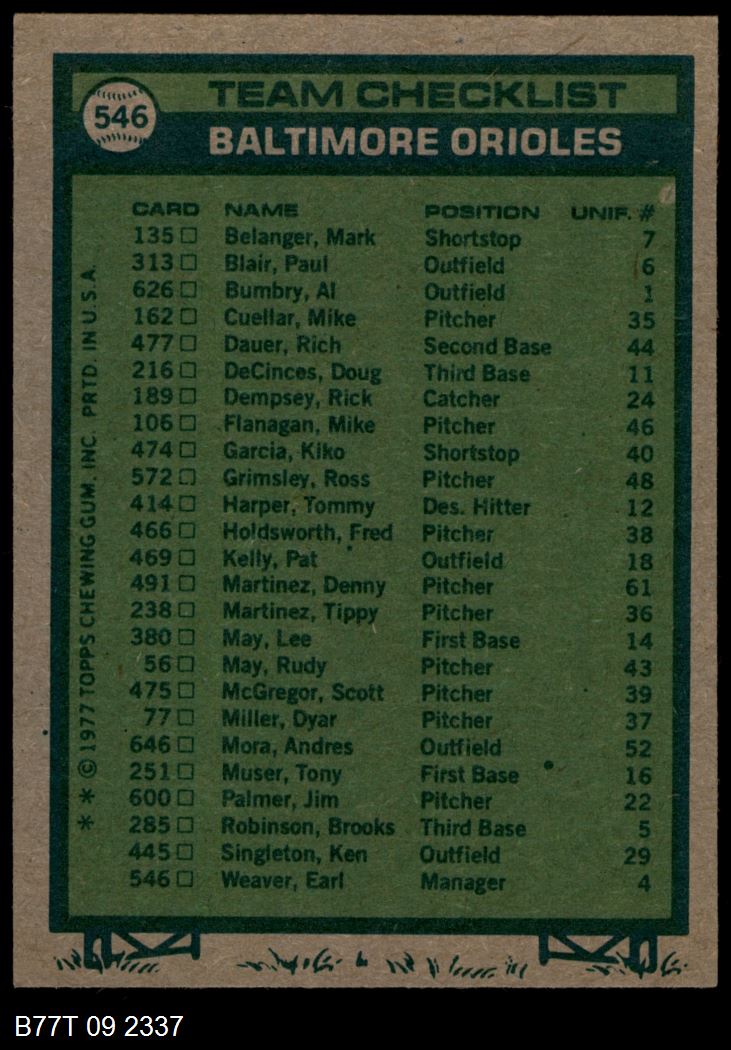 546
TEAM CHECKLIST
BALTIMORE ORIOLES
CARD NAME POSITION UNIF. #
135 □ Belanger, Mark Shortstop 7
313 □ Blair, Paul Outfield 6
626 □ Bumbry, Al Outfield 1
162 □ Cuellar, Mike Pitcher 35
477 □ Dauer, Rich Second Base 44
216 □ DeCinces, Doug Third Base 11
189 □ Dempsey, Rick Catcher 24
106 □ Flanagan, Mike Pitcher 46
474 □ Garcia, Kiko Shortstop 40
572 □ Grimsley, Ross Pitcher 48
414 □ Harper, Tommy Des. Hitter 12
466 □ Holdsworth, Fred Pitcher 38
469 □ Kelly, Pat Outfield 18
491 □ Martinez, Denny Pitcher 61
238 □ Martinez, Tippy Pitcher 36
380 □ May, Lee First Base 14
56 □ May, Rudy Pitcher 43
475 □ McGregor, Scott Pitcher 39
77 □ Miller, Dyar Pitcher 37
646 □ Mora, Andres Outfield 52
251 □ Muser, Tony First Base 16
600 □ Palmer, Jim Pitcher 22
285 □ Robinson, Brooks Third Base 5
445 □ Singleton, Ken Outfield 29
546 □ Weaver, Earl Manager 4
* * © 1977 TOPPS CHEWING GUM, INC. PRTD. IN U.S.A.
B77T 09 2337